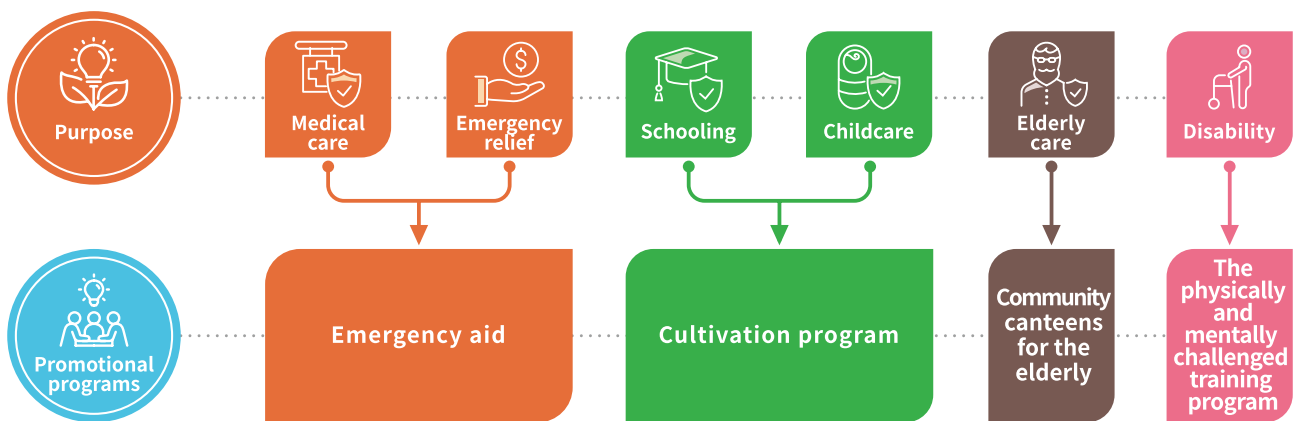 Purpose
Medical
care
Emergency
relief
$
Schooling
Childcare
Elderly
care
Disability
Promotional
programs
Emergency aid
Cultivation program
Community
canteens
for the
elderly
The
physically
and
mentally
challenged
training
program